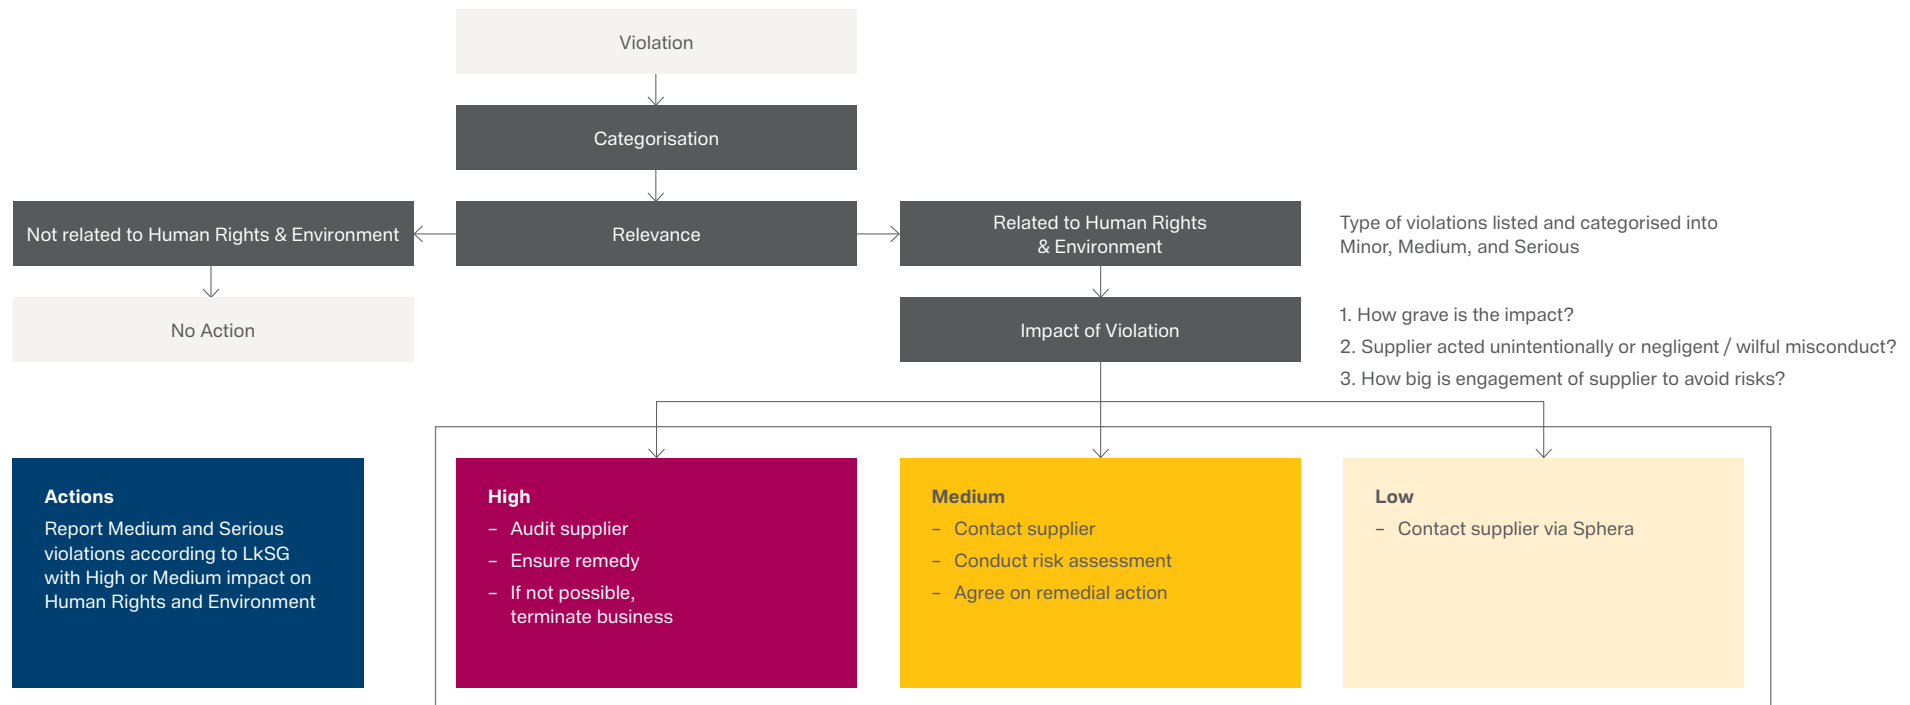 Violation
Categorisation
Not related to Human Rights & Environment
Relevance
Related to Human Rights
& Environment
Type of violations listed and categorised into
Minor, Medium, and Serious
No Action
Impact of Violation
1. How grave is the impact?
2. Supplier acted unintentionally or negligent / wilful misconduct?
3. How big is engagement of supplier to avoid risks?
Actions
Report Medium and Serious
violations according to LkSG
with High or Medium impact on
Human Rights and Environment
High
– Audit supplier
– Ensure remedy
– If not possible,
terminate business
Medium
– Contact supplier
– Conduct risk assessment
– Agree on remedial action
Low
– Contact supplier via Sphera